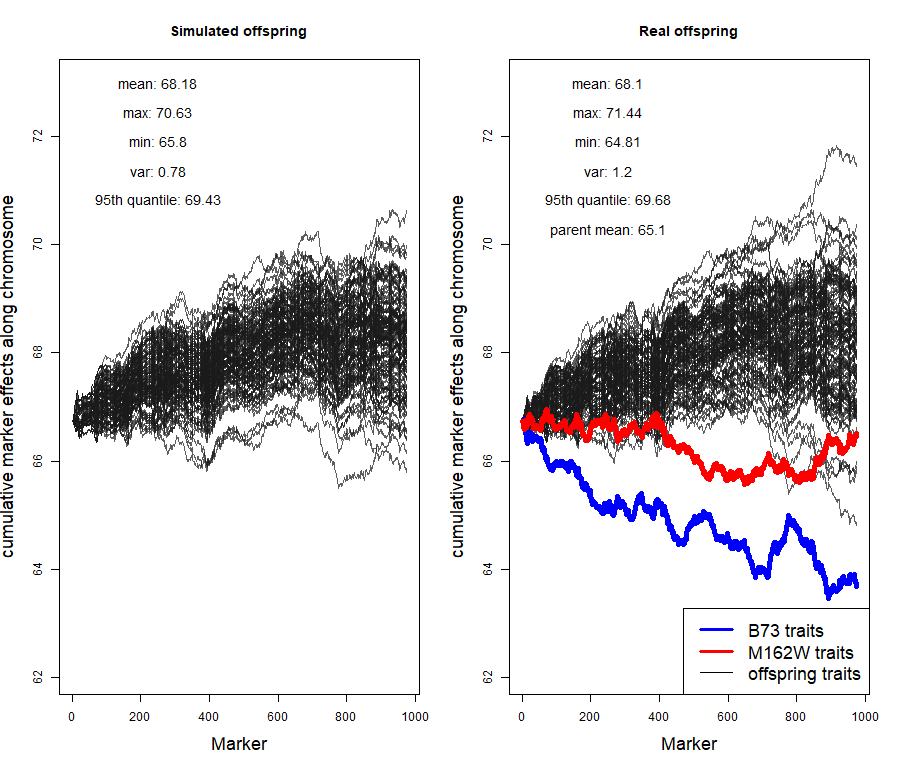 Simulated offspring
mean: 68.18
max: 70.63
min: 65.8
var: 0.78
95th quantile: 69.43
cumulative marker effects along chromosome
72
70
68
66
64
62
0 200 400 600 800 1000
Marker
Real offspring
mean: 68.1
max: 71.44
min: 64.81
var: 1.2
95th quantile: 69.68
parent mean: 65.1
cumulative marker effects along chromosome
72
70
68
66
64
62
B73 traits
M162W traits
offspring traits
0 200 400 600 800 1000
Marker